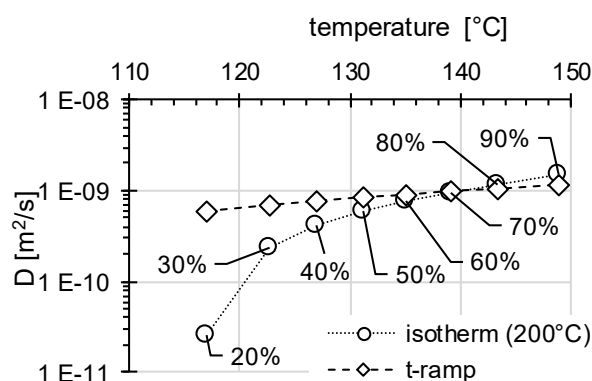 temperature [°C]
110 120 130 140 150
1 E-08
80% 90%
1 E-09
D [m²/s]
30% 40% 50% 60% 70%
1 E-10
20%
isotherm (200°C)
1 E-11
t-ramp